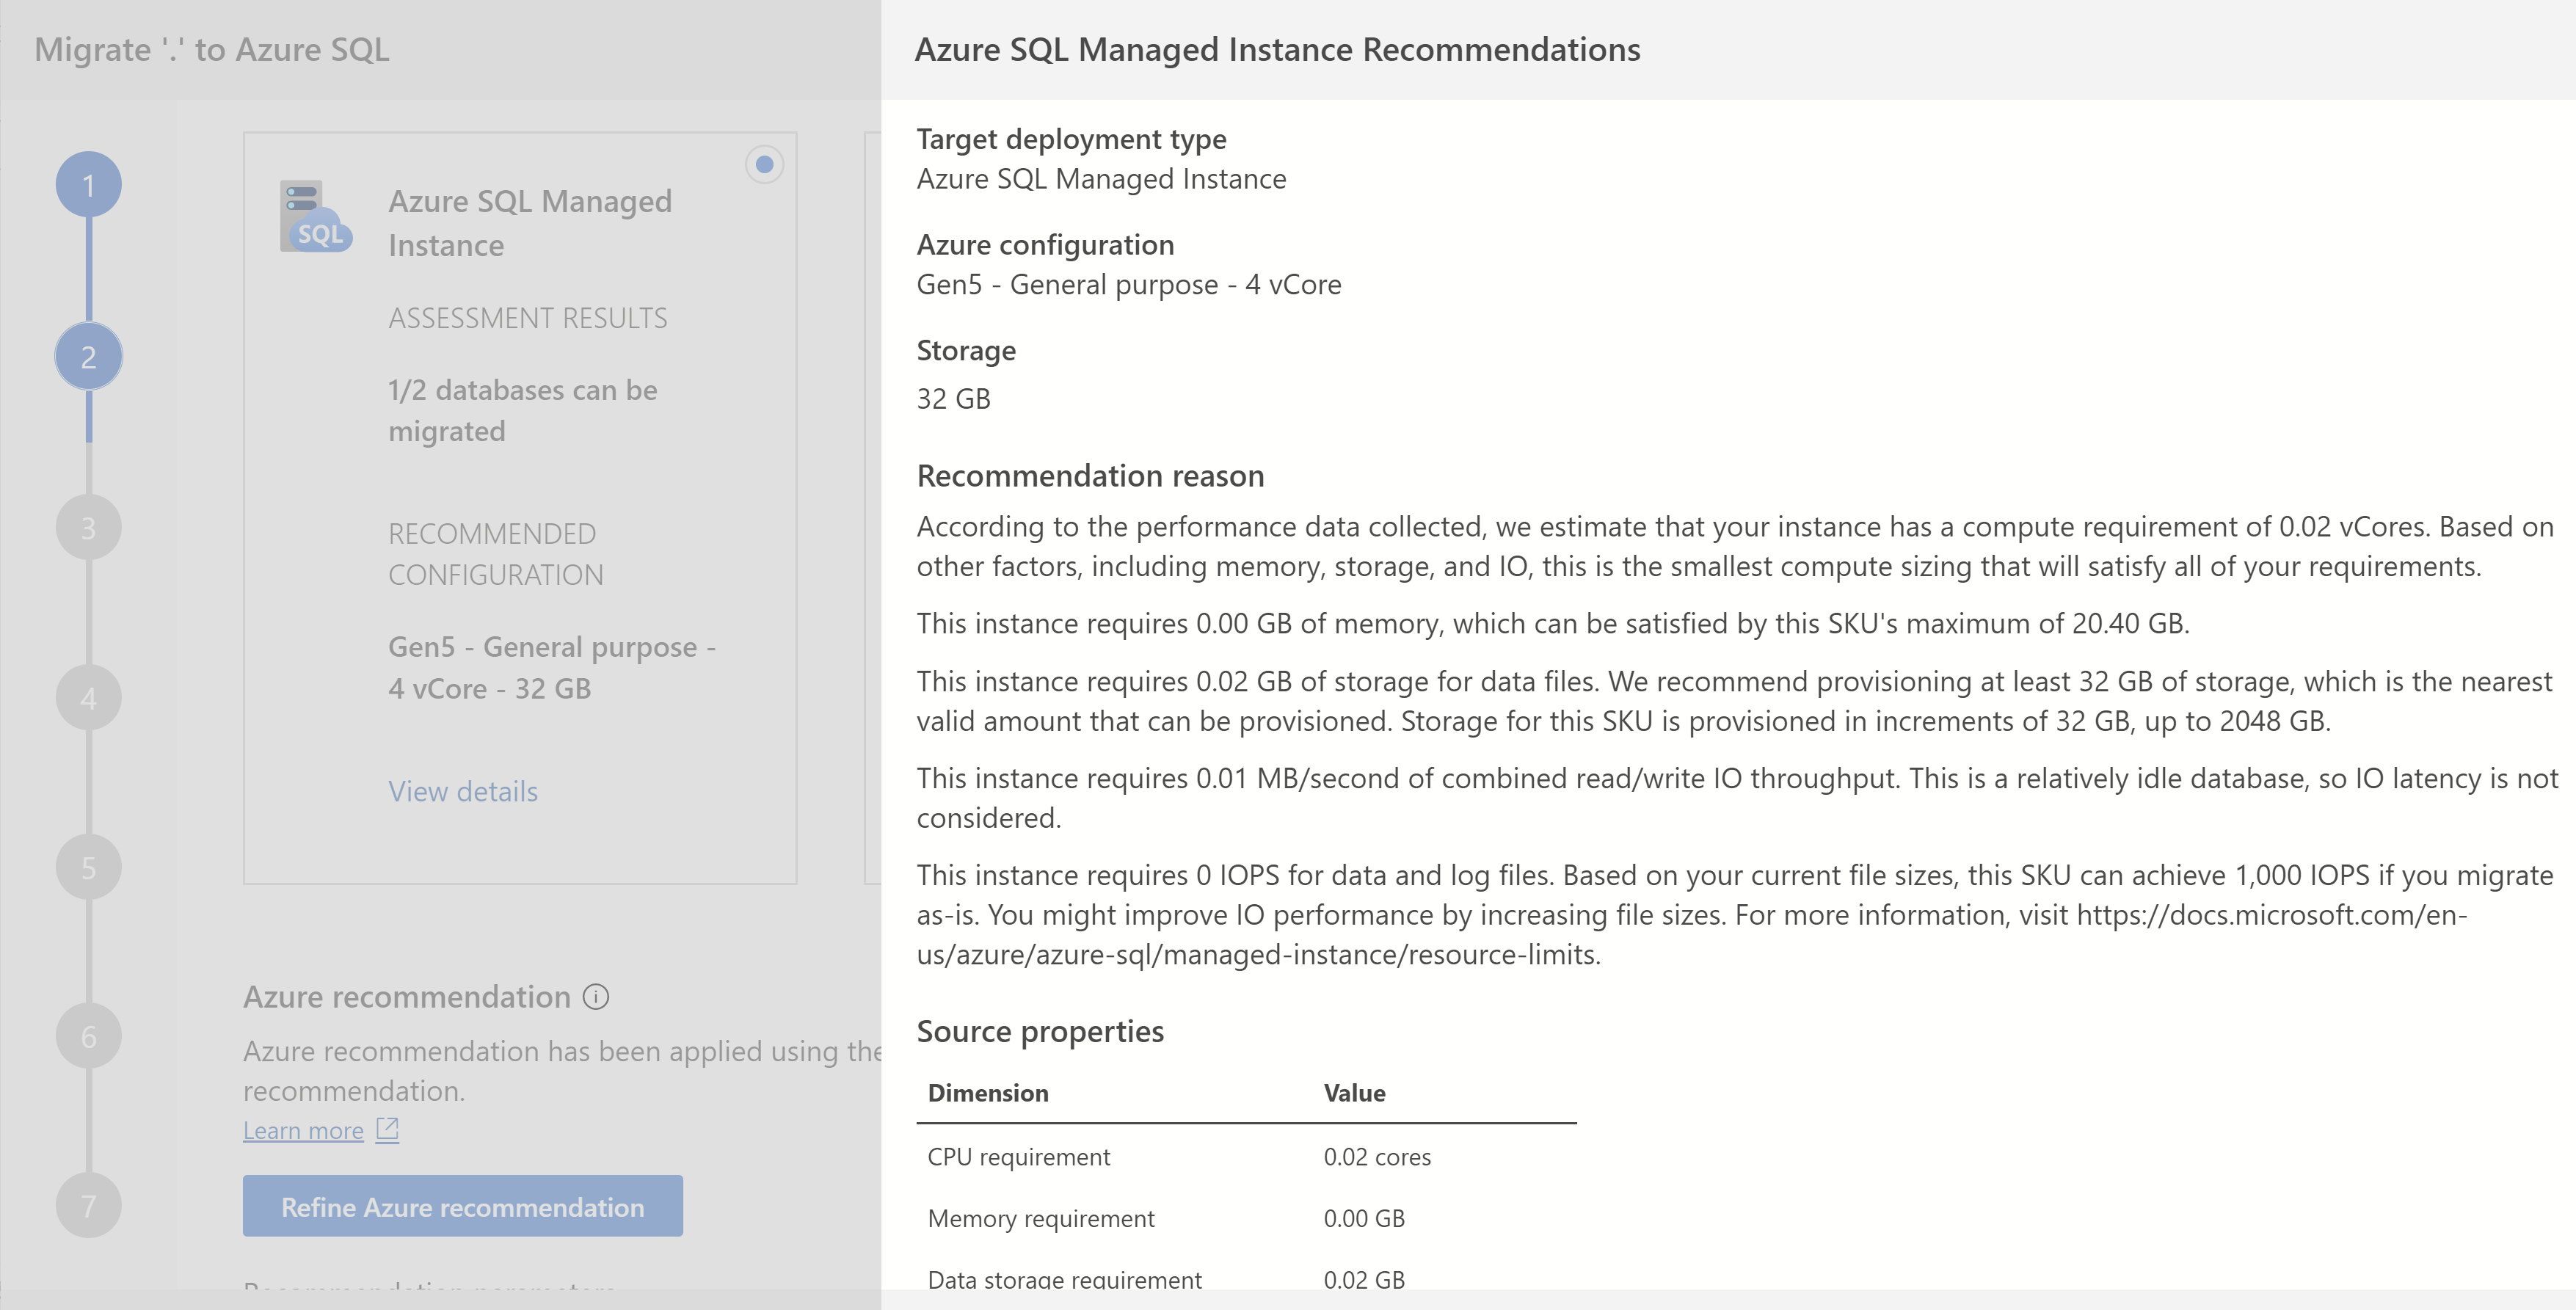 Migrate '.' to Azure SQL
1
2
3
4
5
6
7
SQL
Azure SQL Managed
Instance
ASSESSMENT RESULTS
1/2 databases can be
migrated
RECOMMENDED
CONFIGURATION
Gen5 - General purpose -
4 vCore - 32 GB
View details
Azure recommendation
Azure recommendation has been applied using the
recommendation.
Learn more
Refine Azure recommendation
Azure SQL Managed Instance Recommendations
Target deployment type
Azure SQL Managed Instance
Azure configuration
Gen5 - General purpose - 4 vCore
Storage
32 GB
Recommendation reason
According to the performance data collected, we estimate that your instance has a compute requirement of 0.02 vCores. Based on
other factors, including memory, storage, and IO, this is the smallest compute sizing that will satisfy all of your requirements.
This instance requires 0.00 GB of memory, which can be satisfied by this SKU's maximum of 20.40 GB.
This instance requires 0.02 GB of storage for data files. We recommend provisioning at least 32 GB of storage, which is the nearest
valid amount that can be provisioned. Storage for this SKU is provisioned in increments of 32 GB, up to 2048 GB.
This instance requires 0.01 MB/second of combined read/write IO throughput. This is a relatively idle database, so IO latency is not
considered.
This instance requires 0 IOPS for data and log files. Based on your current file sizes, this SKU can achieve 1,000 IOPS if you migrate
as-is. You might improve IO performance by increasing file sizes. For more information, visit https://docs.microsoft.com/en-
us/azure/azure-sql/managed-instance/resource-limits.
Source properties
Dimension Value
CPU requirement 0.02 cores
Memory requirement 0.00 GB
Data storage requirement 0.02 GB